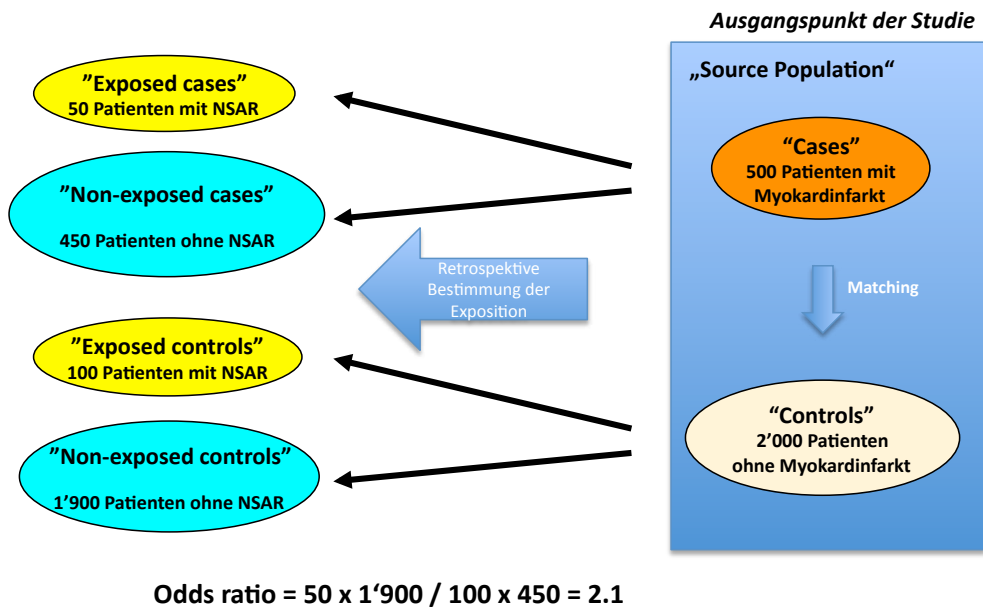 Ausgangspunkt der Studie
”Exposed cases”
50 Patienten mit NSAR
”Non-exposed cases”
450 Patienten ohne NSAR
Retrospektive
Bestimmung der
Exposition
”Exposed controls”
100 Patienten mit NSAR
”Non-exposed controls”
1’900 Patienten ohne NSAR
„Source Population“
“Cases”
500 Patienten mit
Myokardinfarkt
Matching
“Controls”
2’000 Patienten
ohne Myokardinfarkt
Odds ratio = 50 x 1‘900 / 100 x 450 = 2.1